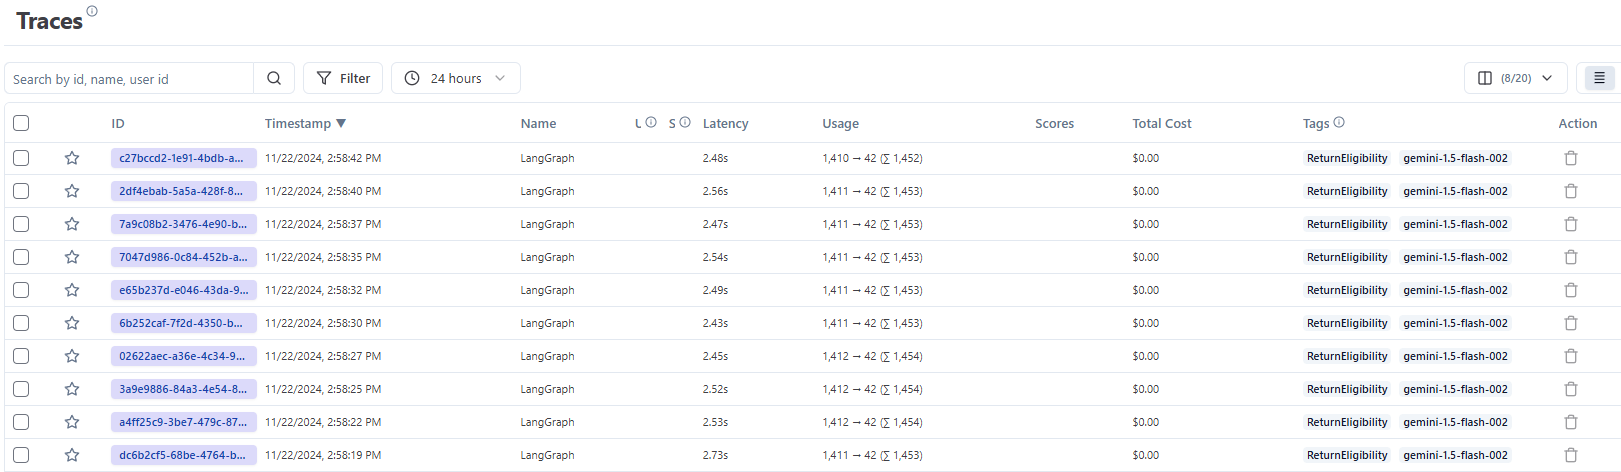 Traces
Search by id, name, user id Filter 24 hours (8/20)
ID Timestamp ▼ Name U S Latency Usage Scores Total Cost Tags Action
c27bccd2-1e91-4bdb-a... 11/22/2024, 2:58:42 PM LangGraph 2.48s 1,410 → 42 (∑ 1,452) $0.00 ReturnEligibility gemini-1.5-flash-002
2df4ebab-5a5a-428f-8... 11/22/2024, 2:58:40 PM LangGraph 2.56s 1,411 → 42 (∑ 1,453) $0.00 ReturnEligibility gemini-1.5-flash-002
7a9c08b2-3476-4e90-b... 11/22/2024, 2:58:37 PM LangGraph 2.47s 1,411 → 42 (∑ 1,453) $0.00 ReturnEligibility gemini-1.5-flash-002
7047d986-0c84-452b-a... 11/22/2024, 2:58:35 PM LangGraph 2.54s 1,411 → 42 (∑ 1,453) $0.00 ReturnEligibility gemini-1.5-flash-002
e65b237d-e046-43da-9... 11/22/2024, 2:58:32 PM LangGraph 2.49s 1,411 → 42 (∑ 1,453) $0.00 ReturnEligibility gemini-1.5-flash-002
6b252caf-7f2d-4350-b... 11/22/2024, 2:58:30 PM LangGraph 2.43s 1,411 → 42 (∑ 1,453) $0.00 ReturnEligibility gemini-1.5-flash-002
02622aec-a36e-4c34-9... 11/22/2024, 2:58:27 PM LangGraph 2.45s 1,412 → 42 (∑ 1,454) $0.00 ReturnEligibility gemini-1.5-flash-002
3a9e9886-84a3-4e54-8... 11/22/2024, 2:58:25 PM LangGraph 2.52s 1,412 → 42 (∑ 1,454) $0.00 ReturnEligibility gemini-1.5-flash-002
a4ff25c9-3be7-479c-87... 11/22/2024, 2:58:22 PM LangGraph 2.53s 1,412 → 42 (∑ 1,454) $0.00 ReturnEligibility gemini-1.5-flash-002
dc6b2cf5-68be-4764-b... 11/22/2024, 2:58:19 PM LangGraph 2.73s 1,411 → 42 (∑ 1,453) $0.00 ReturnEligibility gemini-1.5-flash-002